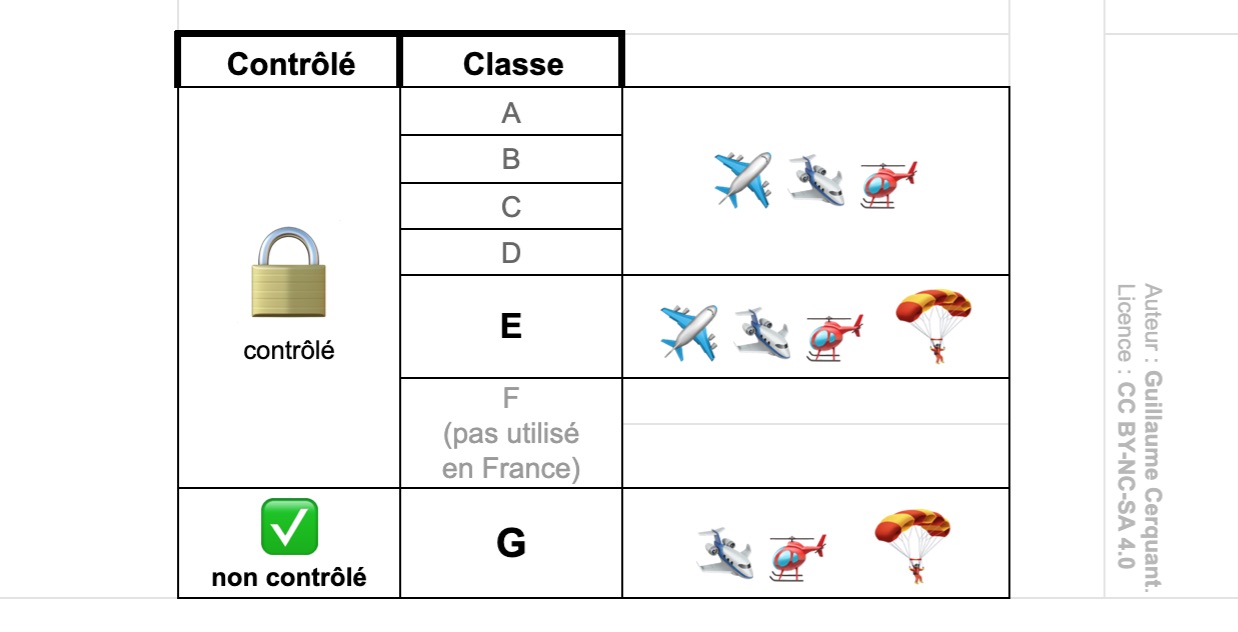 Contrôlé
Classe
A
B
C
D
contrôlé
E
F
(pas utilisé
en France)
non contrôlé
G
Auteur : Guillaume Cerquant.
Licence : CC BY-NC-SA 4.0